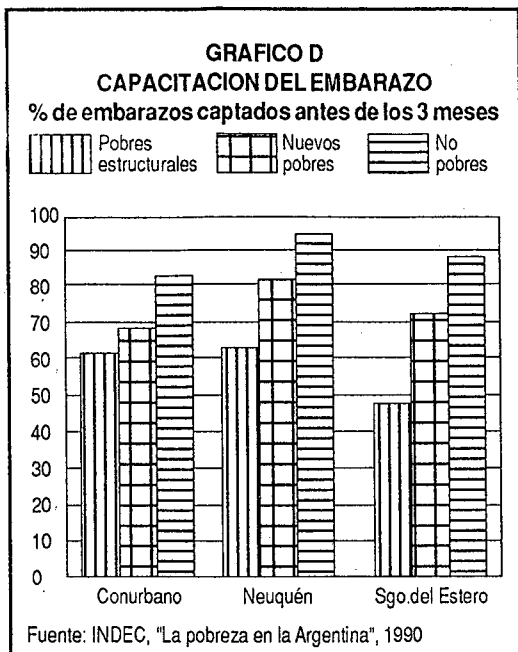 GRAFICO D
CAPACITACION DEL EMBARAZO
% de embarazos captados antes de los 3 meses
Pobres estructurales
Nuevos pobres
No pobres
100
90
80
70
60
50
40
30
20
10
0
Conurbano Neuquén Sgo.del Estero
Fuente: INDEC, "La pobreza en la Argentina", 1990